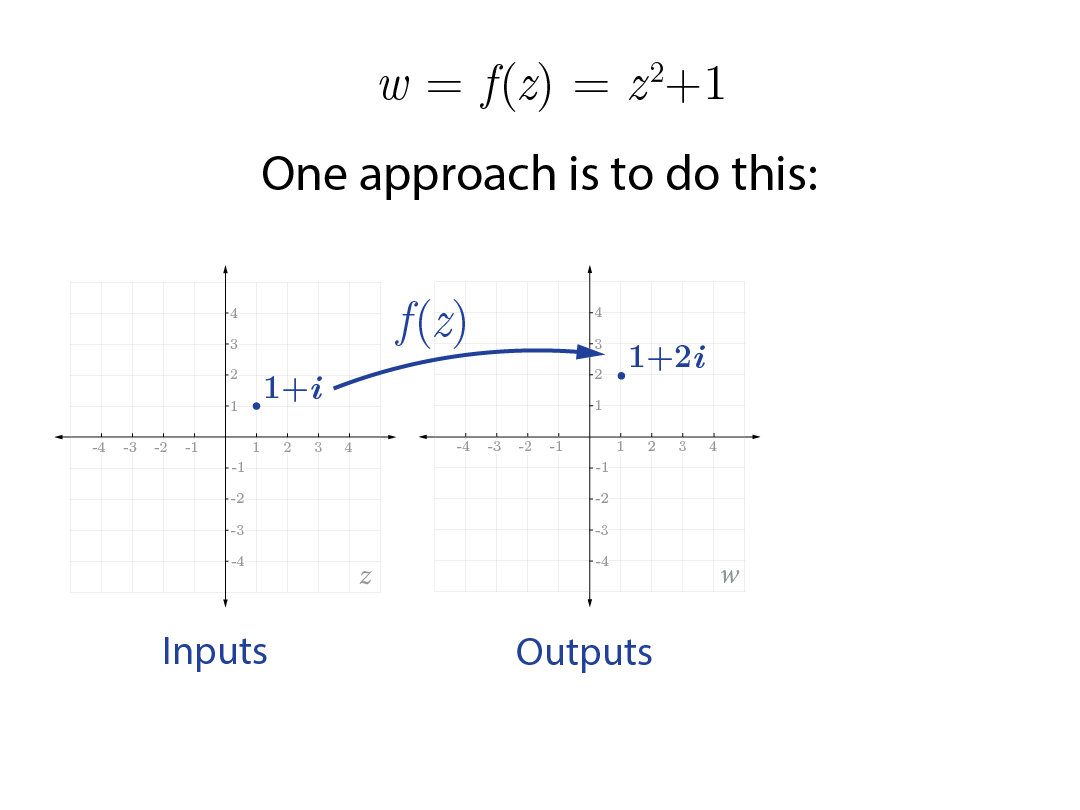 w = f(z) = z²+1
One approach is to do this:
f(z)
4 4
3 3
1+2i
2 2
1+i
1 1
-4 -3 -2 -1 1 2 3 4 -4 -3 -2 -1 1 2 3 4
-1 -1
-2 -2
-3 -3
-4 -4
z w
Inputs Outputs